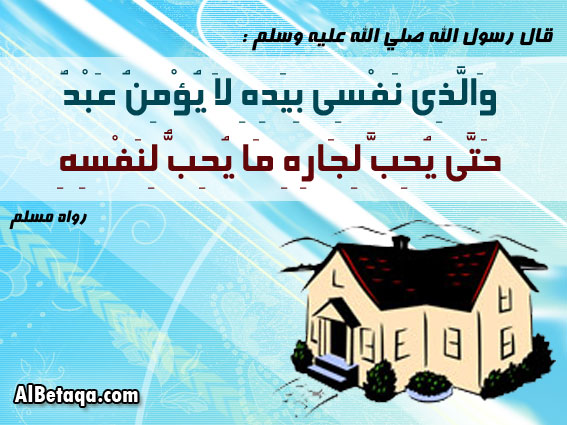 قال رسول الله صلي الله عليه وسلم :
وَالَّذِى نَفْسِى بِيَدِهِ لاَ يُؤْمِنُ عَبْدٌ
حَتَّى يُحِبَّ لِجَارِهِ مَا يُحِبُّ لِنَفْسِهِ
رواه مسلم
AlBetaqa.com